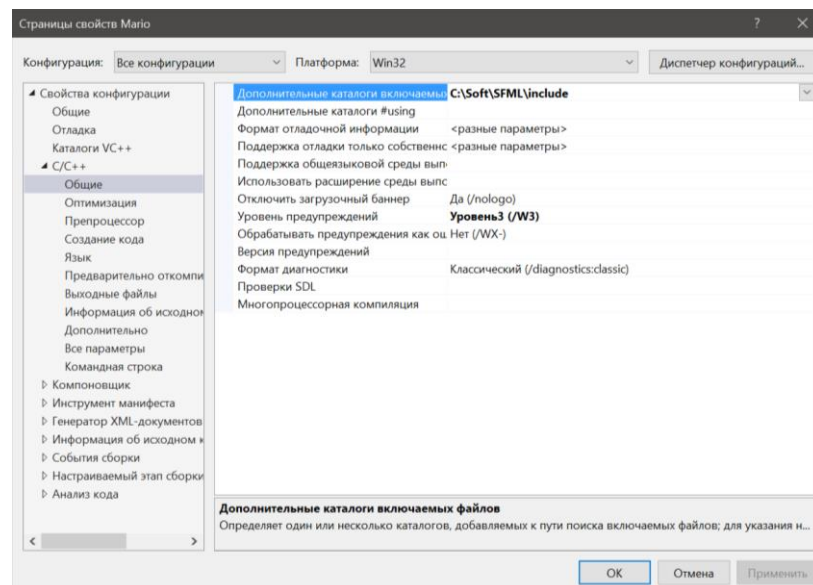 Страницы свойств Mario ? ×
Конфигурация: Все конфигурации Платформа: Win32 Диспетчер конфигураций...
Свойства конфигурации
Общие
Отладка
Каталоги VC++
C/C++
Общие
Оптимизация
Препроцессор
Создание кода
Язык
Предварительно откомпи
Выходные файлы
Информация об исходном
Дополнительно
Все параметры
Командная строка
Компоновщик
Инструмент манифеста
Генератор XML-документов
Информация об исходном к
События сборки
Настраиваемый этап сборки
Анализ кода
Дополнительные каталоги включаемых C:\Soft\SFML\include
Дополнительные каталоги #using
Формат отладочной информации <разные параметры>
Поддержка отладки только собственнс <разные параметры>
Поддержка общеязыковой среды вып
Использовать расширение среды выпс
Отключить загрузочный баннер Да (/nologo)
Уровень предупреждений Уровень3 (/W3)
Обрабатывать предупреждения как ош Нет (/WX-)
Версия предупреждений
Формат диагностики Классический (/diagnostics:classic)
Проверки SDL
Многопроцессорная компиляция
Дополнительные каталоги включаемых файлов
Определяет один или несколько каталогов, добавляемых к пути поиска включаемых файлов; для указания н...
OK Отмена Применить